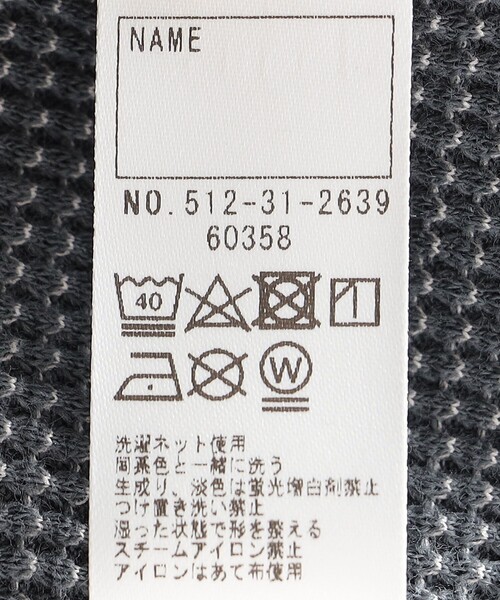 NAME
NO. 512-31-2639
60358
40
W
洗濯ネット使用
同系色と一緒に洗う
生成り、淡色は蛍光増白剤禁止
つけ置き洗い禁止
湿った状態で形を整える
スチームアイロン禁止
アイロンはあて布使用